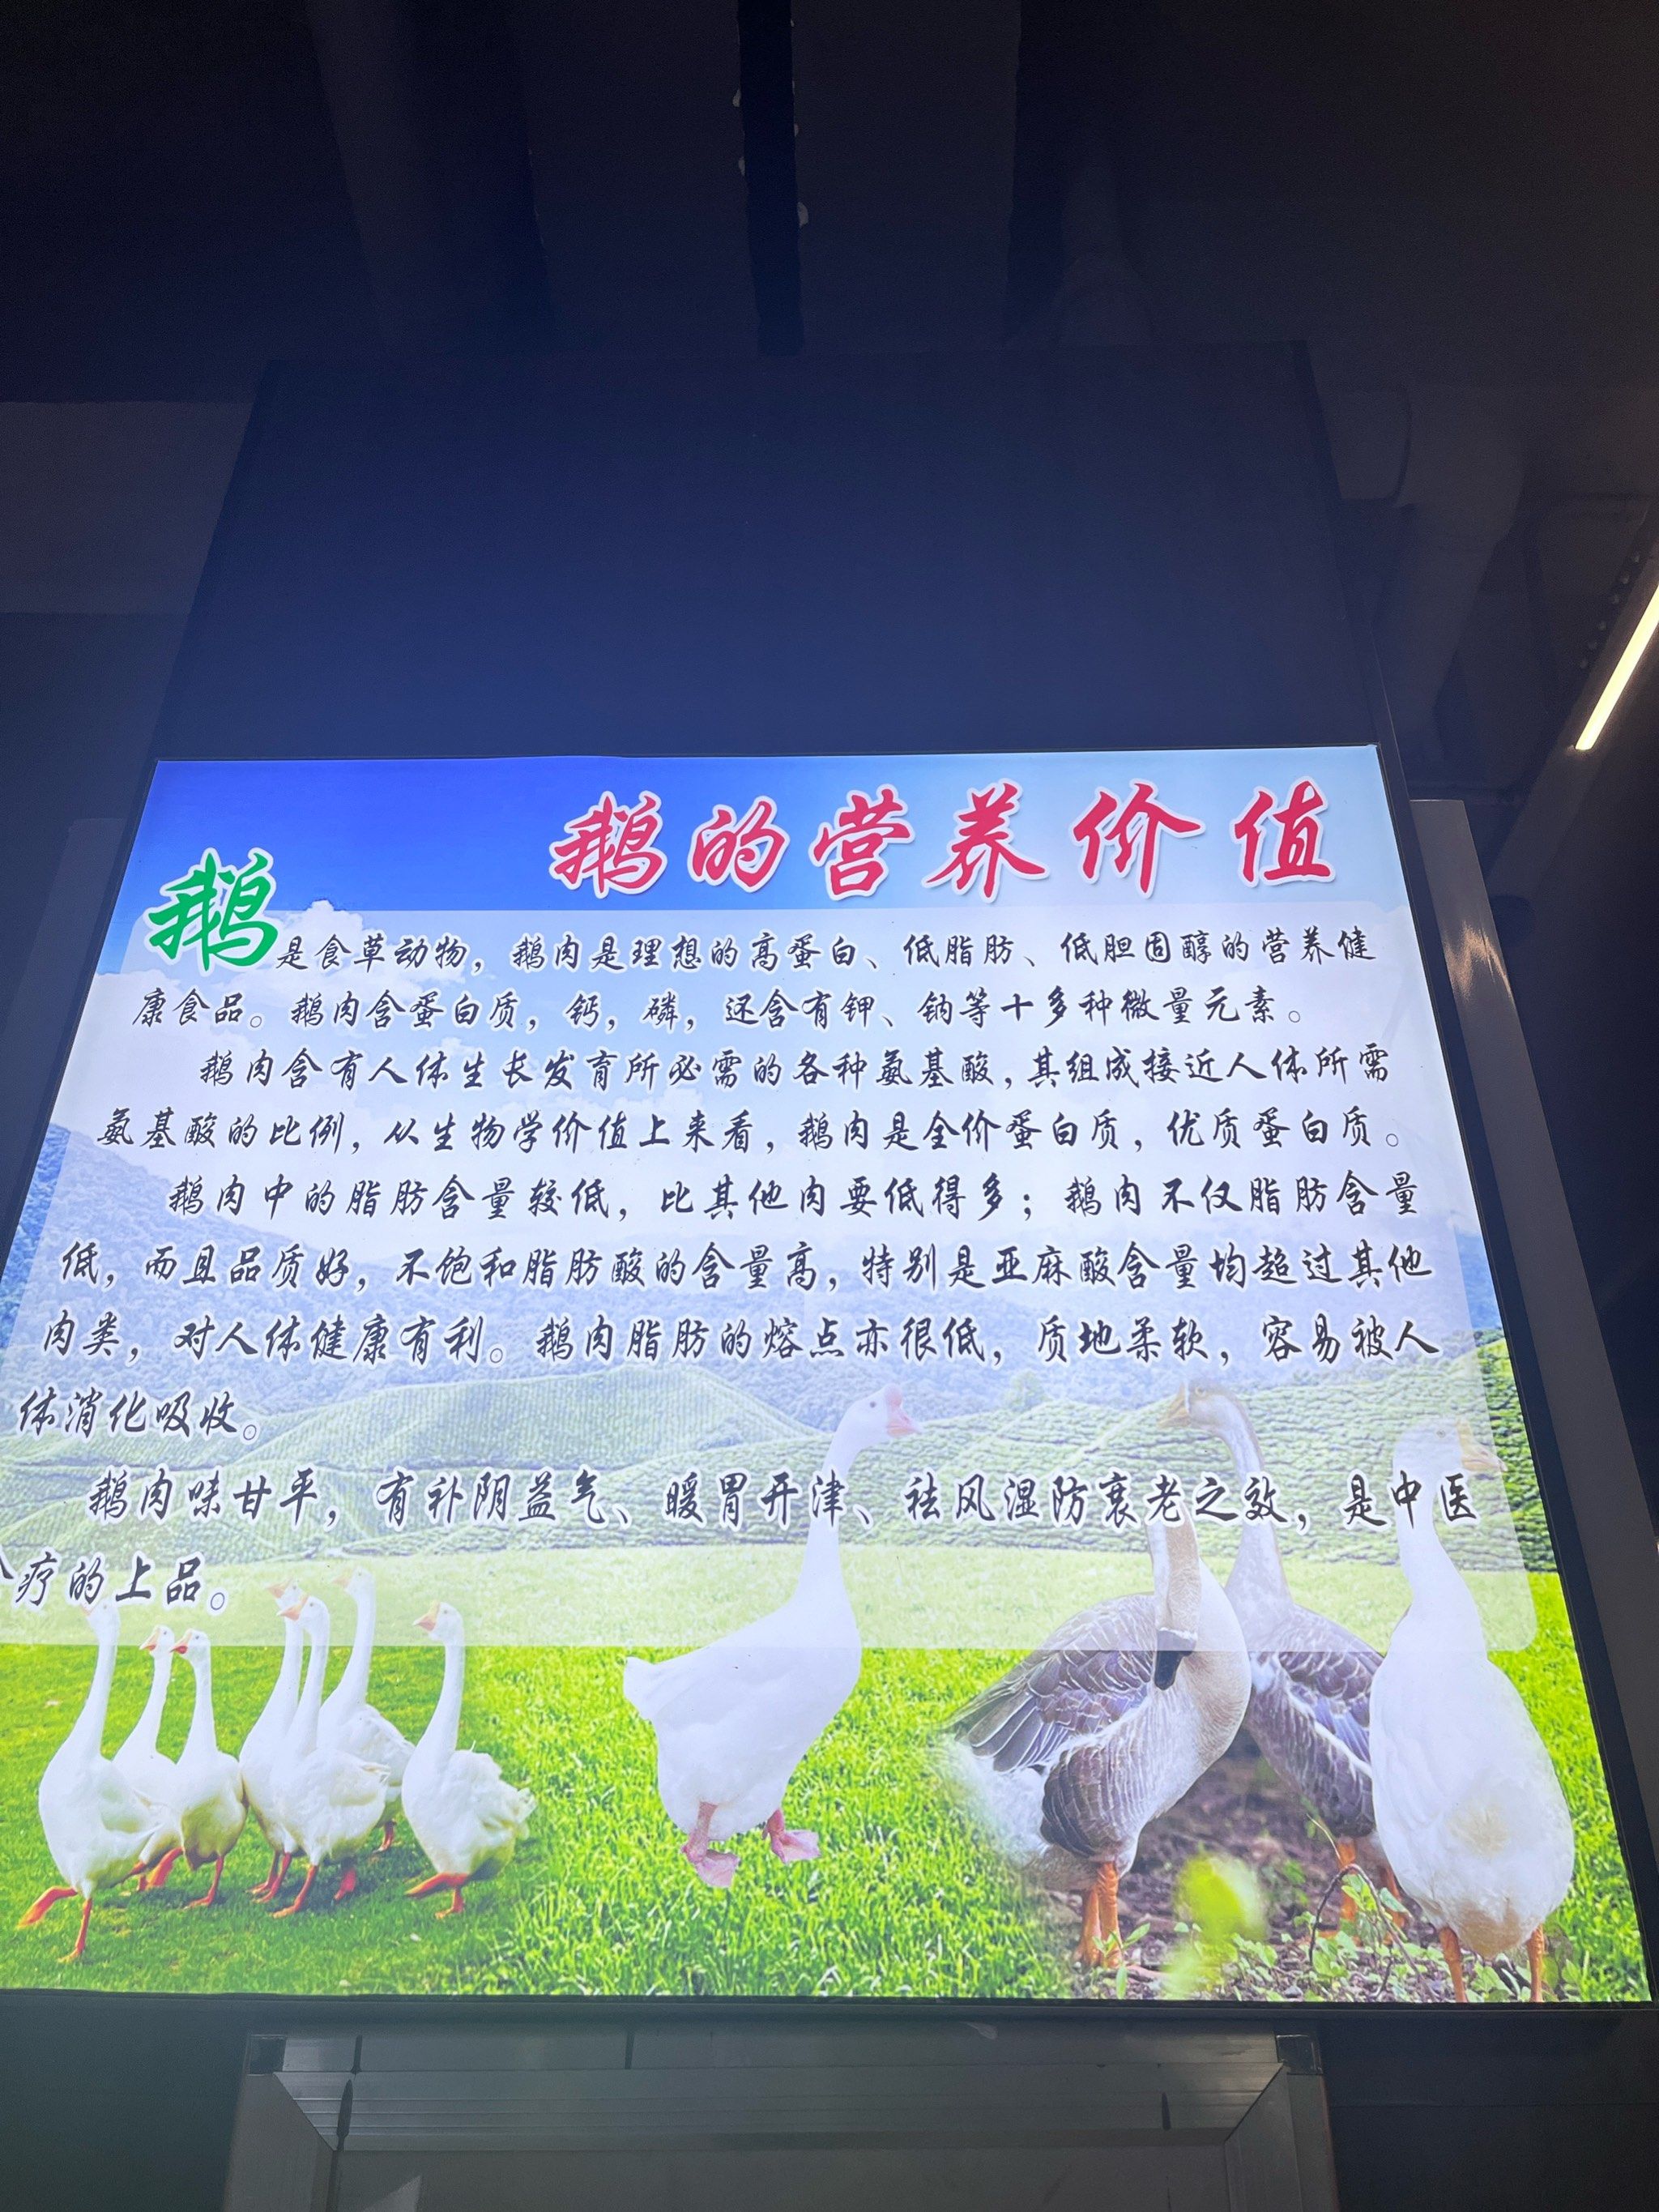 鹅的营养价值
鹅是食草动物，鹅肉是理想的高蛋白、低脂肪、低胆固醇的营养健
康食品。鹅肉含蛋白质，钙，磷，还含有钾、钠等十多种微量元素。
鹅肉含有人体生长发育所必需的各种氨基酸，其组成接近人体所需
氨基酸的比例，从生物学价值上来看，鹅肉是全价蛋白质，优质蛋白质。
鹅肉中的脂肪含量较低，比其他肉要低得多；鹅肉不仅脂肪含量
低，而且品质好，不饱和脂肪酸的含量高，特别是亚麻酸含量均超过其他
肉类，对人体健康有利。鹅肉脂肪的熔点亦很低，质地柔软，容易被人
体消化吸收。
鹅肉味甘平，有补阴益气、暖胃开津、祛风湿防衰老之效，是中医
疗的上品。